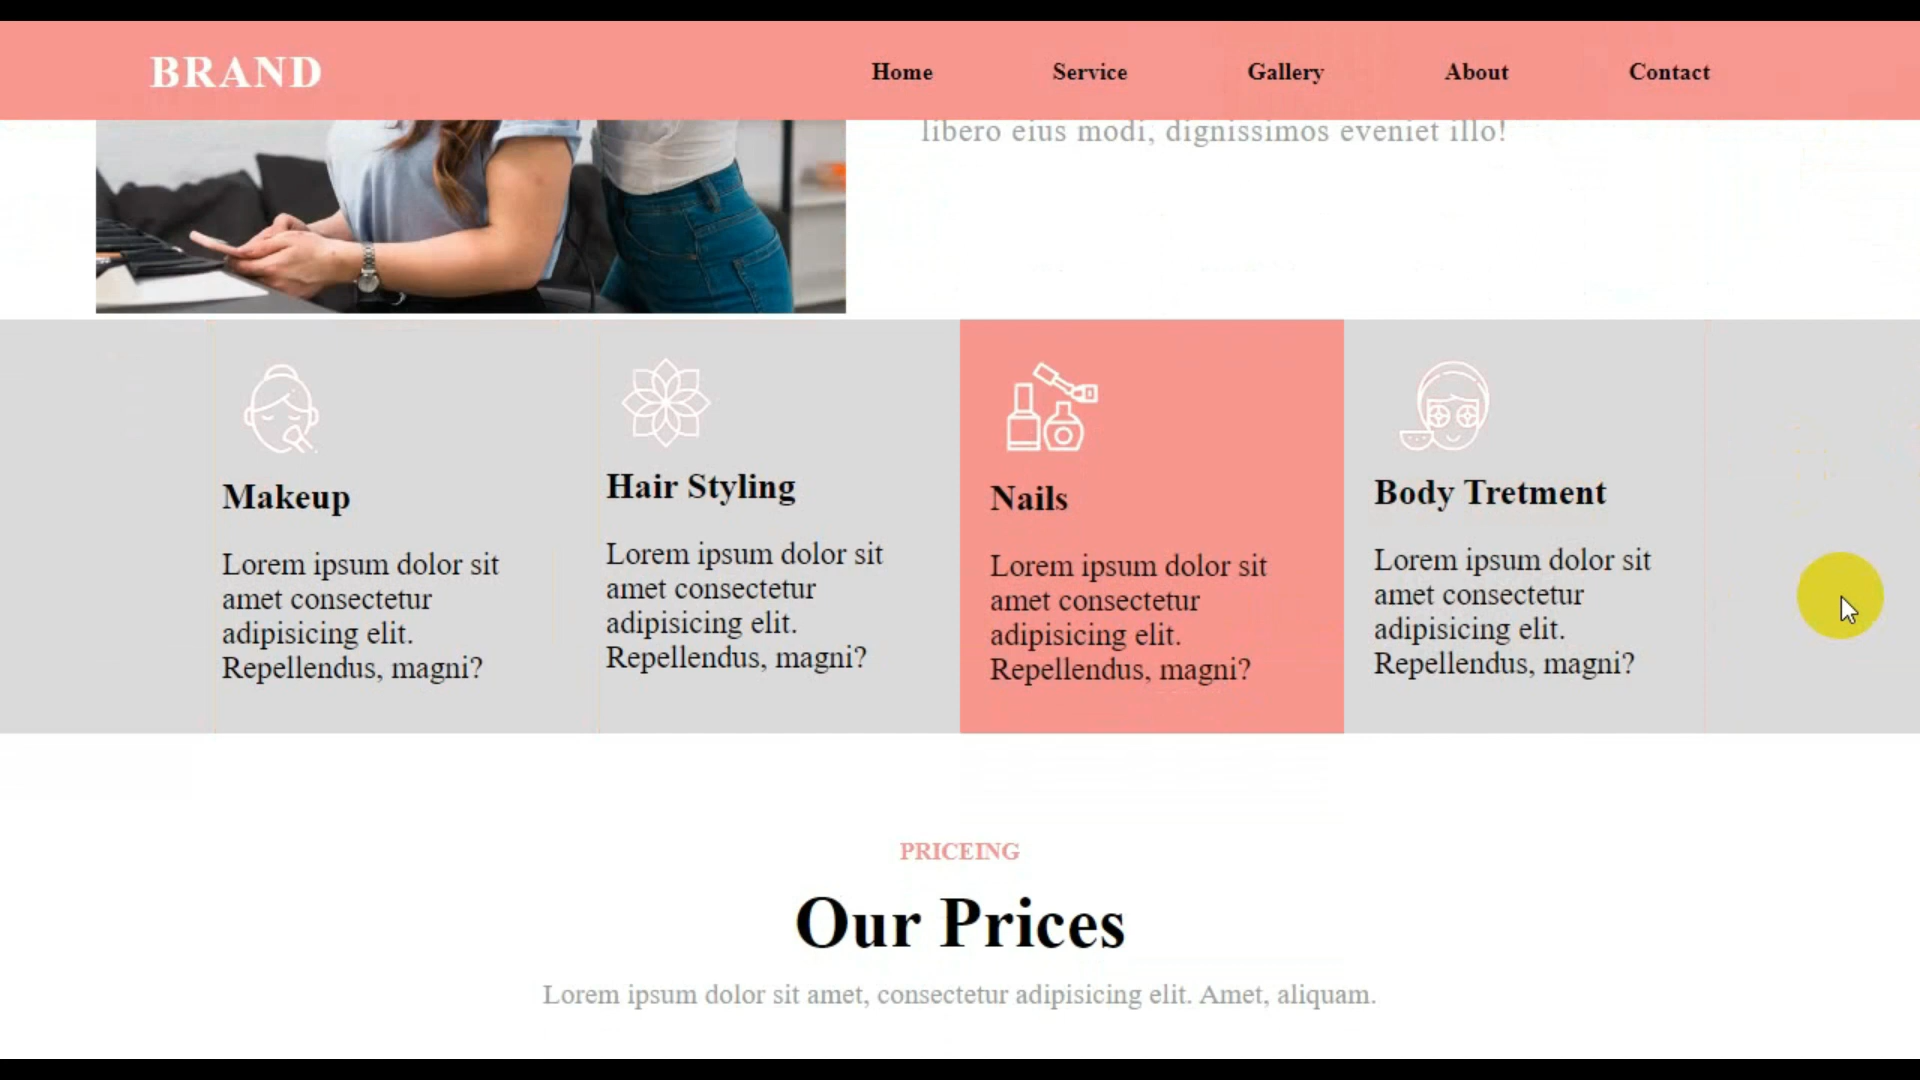 BRAND
Home Service Gallery About Contact
libero eius modi, dignissimos eveniet illo!
Makeup
Lorem ipsum dolor sit
amet consectetur
adipisicing elit.
Repellendus, magni?
Hair Styling
Lorem ipsum dolor sit
amet consectetur
adipisicing elit.
Repellendus, magni?
Nails
Lorem ipsum dolor sit
amet consectetur
adipisicing elit.
Repellendus, magni?
Body Tretment
Lorem ipsum dolor sit
amet consectetur
adipisicing elit.
Repellendus, magni?
PRICEING
Our Prices
Lorem ipsum dolor sit amet, consectetur adipisicing elit. Amet, aliquam.